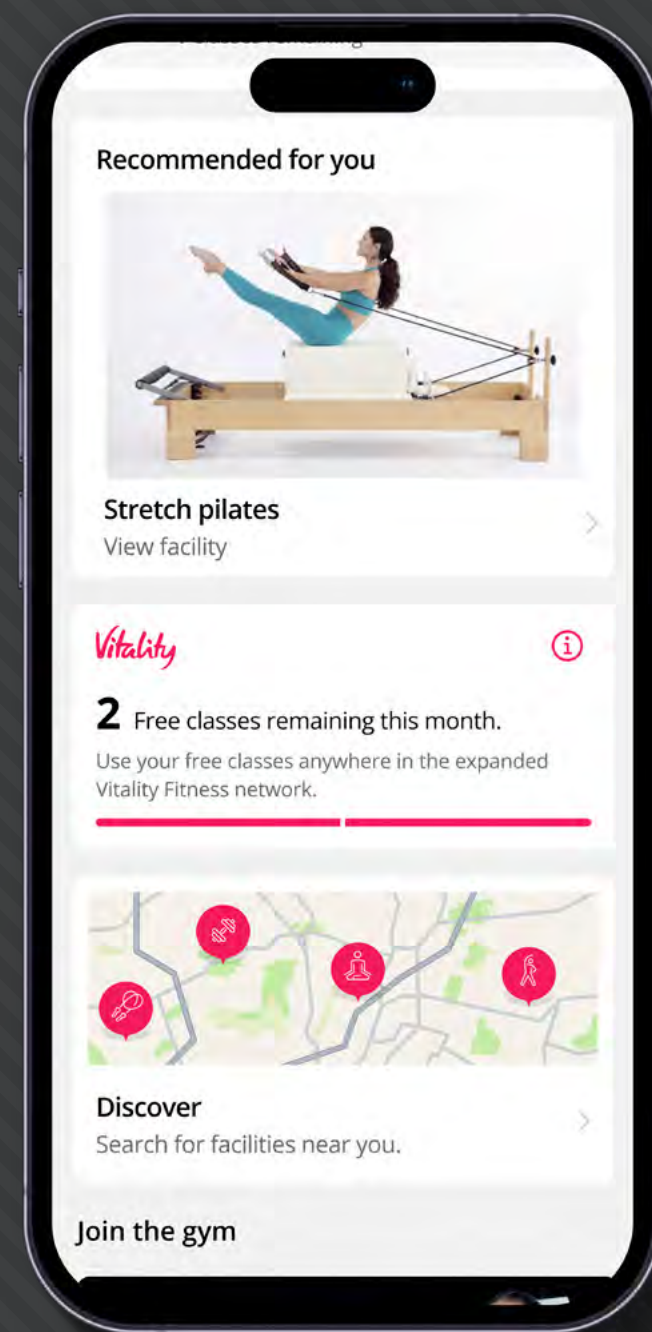 Recommended for you
Stretch pilates
View facility
Vitality
2 Free classes remaining this month.
Use your free classes anywhere in the expanded
Vitality Fitness network.
Discover
Search for facilities near you.
Join the gym